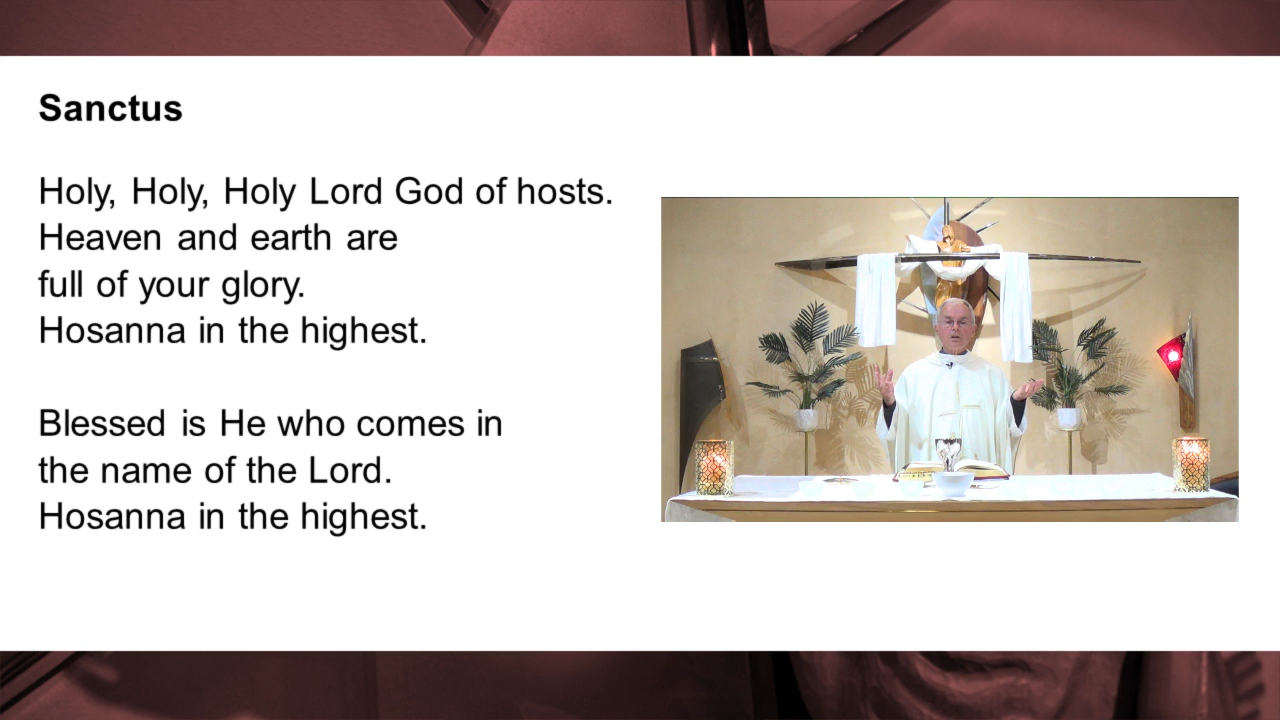 Sanctus
Holy, Holy, Holy Lord God of hosts.
Heaven and earth are
full of your glory.
Hosanna in the highest.
Blessed is He who comes in
the name of the Lord.
Hosanna in the highest.